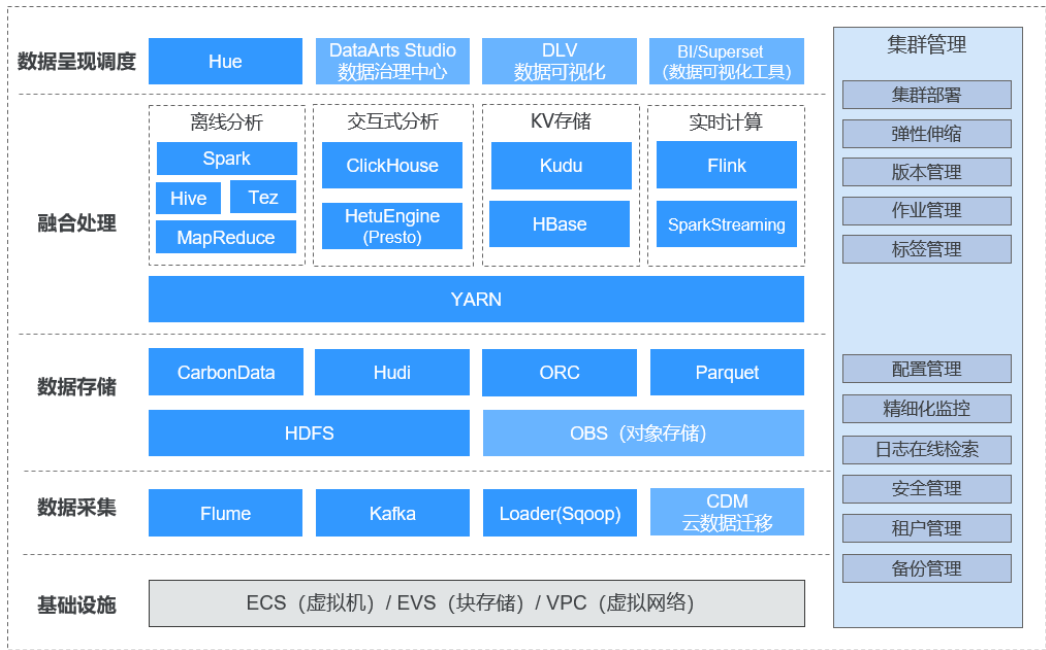 数据呈现调度
Hue
DataArts Studio
数据治理中心
DLV
数据可视化
BI/Superset
(数据可视化工具)
融合处理
离线分析
Spark
Hive
Tez
MapReduce
交互式分析
ClickHouse
HetuEngine
(Presto)
KV存储
Kudu
HBase
实时计算
Flink
SparkStreaming
YARN
数据存储
CarbonData
Hudi
ORC
Parquet
HDFS
OBS（对象存储）
数据采集
Flume
Kafka
Loader(Sqoop)
CDM
云数据迁移
基础设施
ECS（虚拟机）/ EVS（块存储）/ VPC（虚拟网络）
集群管理
集群部署
弹性伸缩
版本管理
作业管理
标签管理
配置管理
精细化监控
日志在线检索
安全管理
租户管理
备份管理